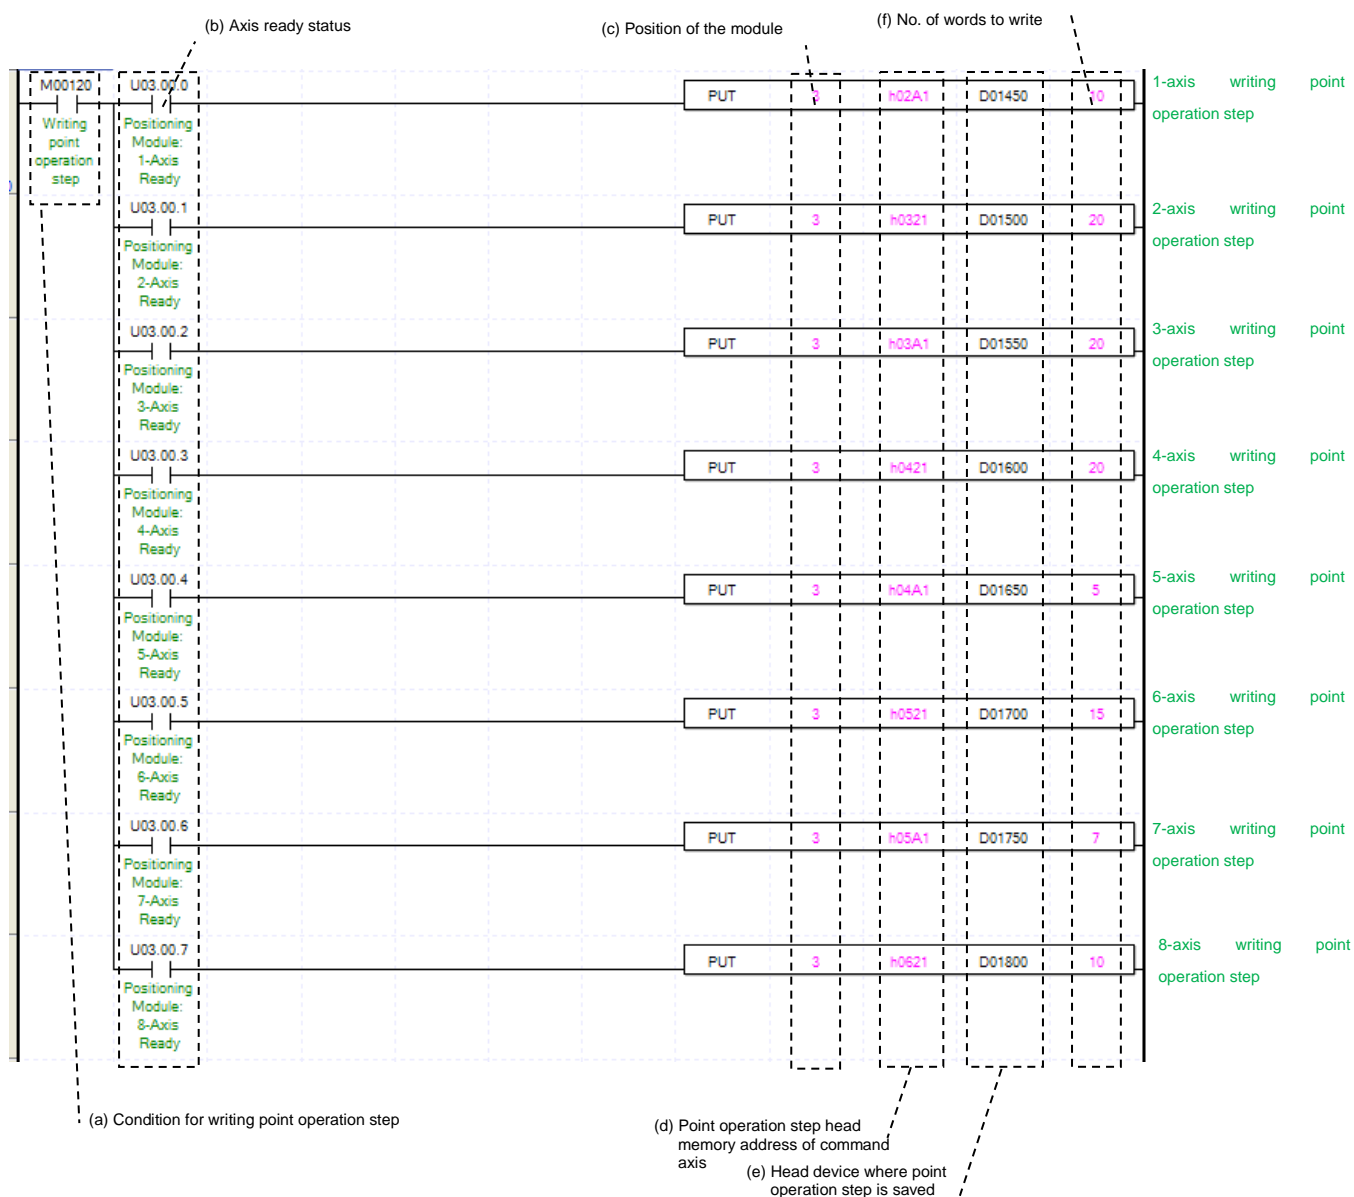 (b) Axis ready status
(c) Position of the module
(f) No. of words to write
M00120
Writing
point
operation
step
U03.00.0
Positioning
Module:
1-Axis
Ready
PUT 3 h02A1 D01450 10
1-axis writing point
operation step
U03.00.1
Positioning
Module:
2-Axis
Ready
PUT 3 h0321 D01500 20
2-axis writing point
operation step
U03.00.2
Positioning
Module:
3-Axis
Ready
PUT 3 h03A1 D01550 20
3-axis writing point
operation step
U03.00.3
Positioning
Module:
4-Axis
Ready
PUT 3 h0421 D01600 20
4-axis writing point
operation step
U03.00.4
Positioning
Module:
5-Axis
Ready
PUT 3 h04A1 D01650 5
5-axis writing point
operation step
U03.00.5
Positioning
Module:
6-Axis
Ready
PUT 3 h0521 D01700 15
6-axis writing point
operation step
U03.00.6
Positioning
Module:
7-Axis
Ready
PUT 3 h05A1 D01750 7
7-axis writing point
operation step
U03.00.7
Positioning
Module:
8-Axis
Ready
PUT 3 h0621 D01800 10
8-axis writing point
operation step
(a) Condition for writing point operation step
(d) Point operation step head
memory address of command
axis
(e) Head device where point
operation step is saved